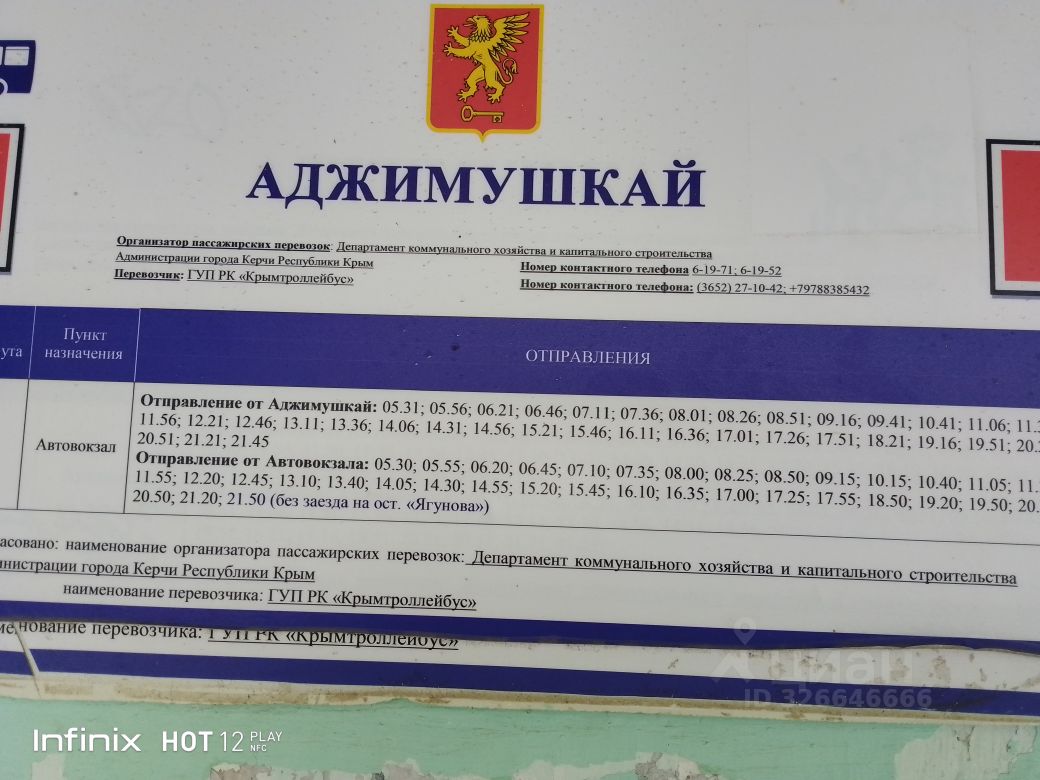 АДЖИМУШКАЙ
Организатор пассажирских перевозок: Департамент коммунального хозяйства и капитального строительства
Администрации города Керчи Республики Крым
Номер контактного телефона 6-19-71; 6-19-52
Перевозчик: ГУП РК «Крымтроллейбус»
Номер контактного телефона: (3652) 27-10-42; +79788385432
ута
Пункт
назначения
ОТПРАВЛЕНИЯ
Автовокзал
Отправление от Аджимушкай: 05.31; 05.56; 06.21; 06.46; 07.11; 07.36; 08.01; 08.26; 08.51; 09.16; 09.41; 10.41; 11.06; 11.3
11.56; 12.21; 12.46; 13.11; 13.36; 14.06; 14.31; 14.56; 15.21; 15.46; 16.11; 16.36; 17.01; 17.26; 17.51; 18.21; 19.16; 19.51; 20.
20.51; 21.21; 21.45
Отправление от Автовокзала: 05.30; 05.55; 06.20; 06.45; 07.10; 07.35; 08.00; 08.25; 08.50; 09.15; 10.15; 10.40; 11.05; 11.
11.55; 12.20; 12.45; 13.10; 13.40; 14.05; 14.30; 14.55; 15.20; 15.45; 16.10; 16.35; 17.00; 17.25; 17.55; 18.50; 19.20; 19.50; 20.
20.50; 21.20; 21.50 (без заезда на ост. «Ягунова»)
асовано: наименование организатора пассажирских перевозок: Департамент коммунального хозяйства и капитального строительства
нистрации города Керчи Республики Крым
наименование перевозчика: ГУП РК «Крымтроллейбус»
менование перевозчика: ГУП РК «Крымтроллейбус»
циан
ID 326646666
Infinix HOT 12 PLAY
NFC